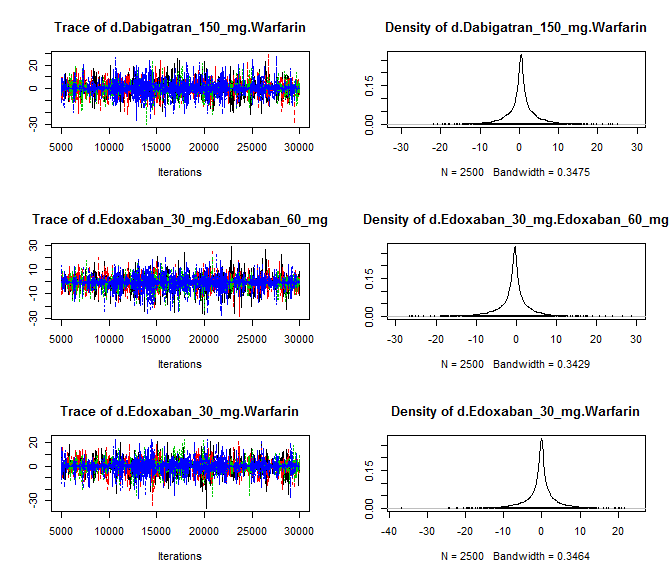 Trace of d.Dabigatran_150_mg.Warfarin
20
0
-30
5000 10000 15000 20000 25000 30000
Iterations
Density of d.Dabigatran_150_mg.Warfarin
0.15
0.00
-30 -20 -10 0 10 20 30
N = 2500 Bandwidth = 0.3475
Trace of d.Edoxaban_30_mg.Edoxaban_60_mg
30
10
-10
-30
5000 10000 15000 20000 25000 30000
Iterations
Density of d.Edoxaban_30_mg.Edoxaban_60_mg
0.15
0.00
-30 -20 -10 0 10 20 30
N = 2500 Bandwidth = 0.3429
Trace of d.Edoxaban_30_mg.Warfarin
20
0
-30
5000 10000 15000 20000 25000 30000
Iterations
Density of d.Edoxaban_30_mg.Warfarin
0.15
0.00
-40 -30 -20 -10 0 10 20
N = 2500 Bandwidth = 0.3464